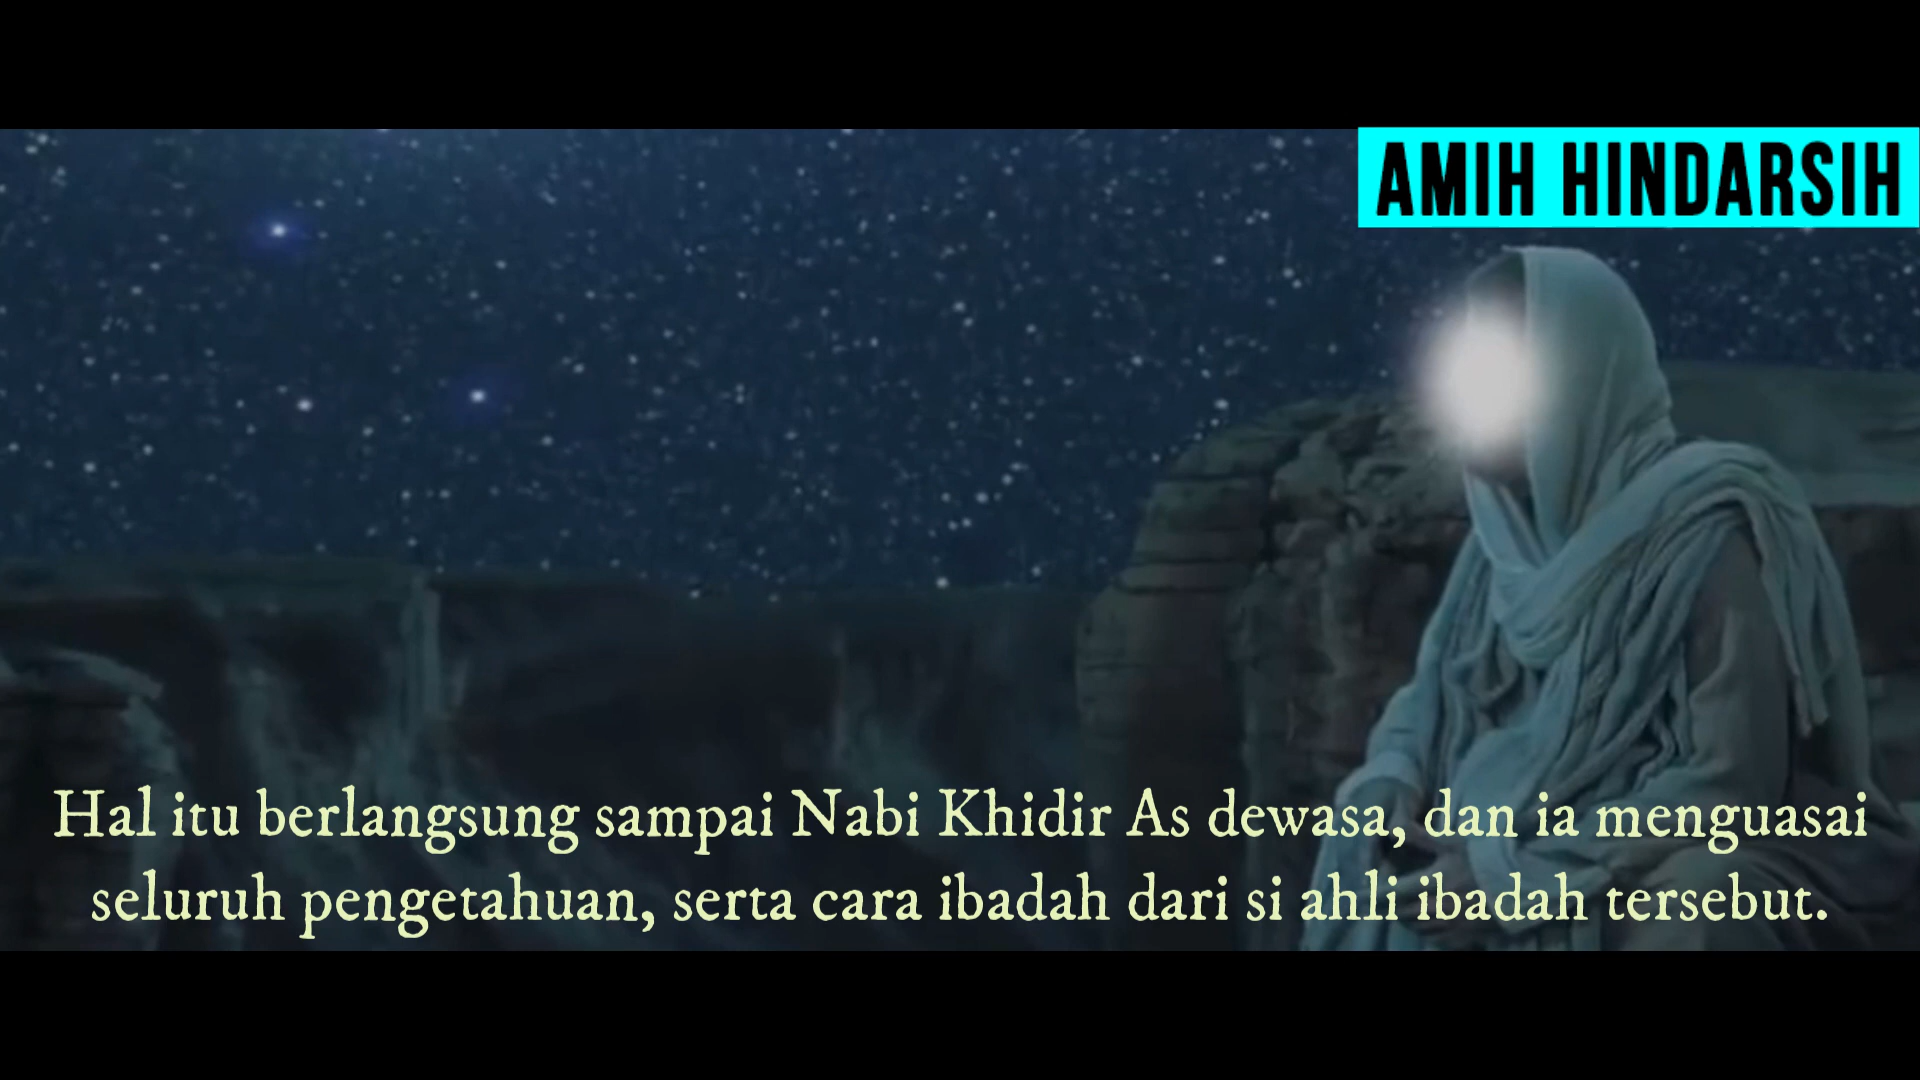 AMIH HINDARSIH
Hal itu berlangsung sampai Nabi Khidir As dewasa, dan ia menguasai
seluruh pengetahuan, serta cara ibadah dari si ahli ibadah tersebut.